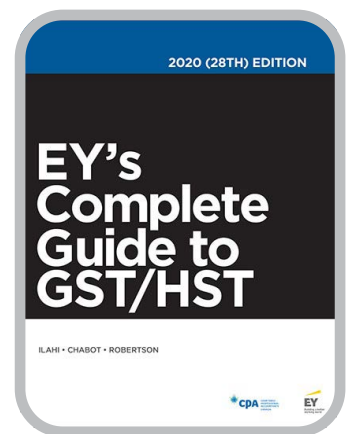 2020 (28TH) EDITION
EY's
Complete
Guide to
GST/HST
ILAHI • CHABOT • ROBERTSON
CPA
EY